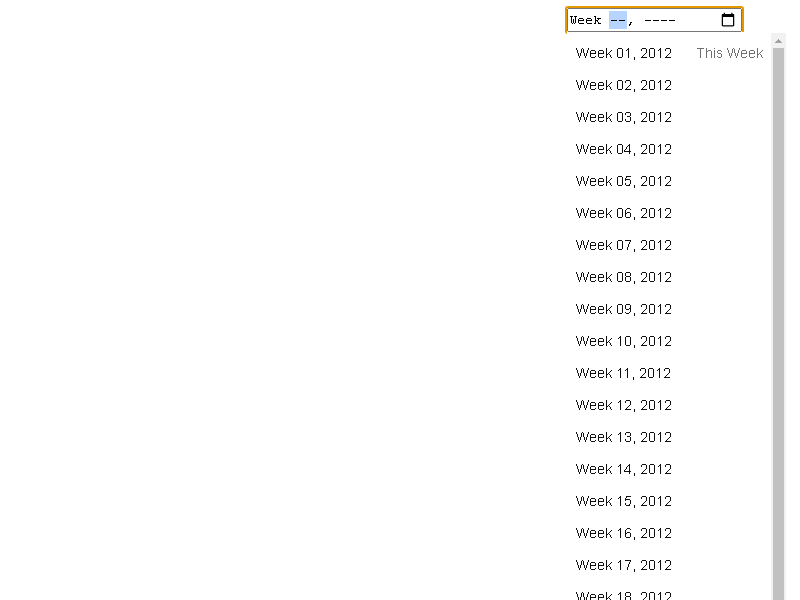 Week --, ----
Week 01, 2012 This Week
Week 02, 2012
Week 03, 2012
Week 04, 2012
Week 05, 2012
Week 06, 2012
Week 07, 2012
Week 08, 2012
Week 09, 2012
Week 10, 2012
Week 11, 2012
Week 12, 2012
Week 13, 2012
Week 14, 2012
Week 15, 2012
Week 16, 2012
Week 17, 2012
Week 18, 2012